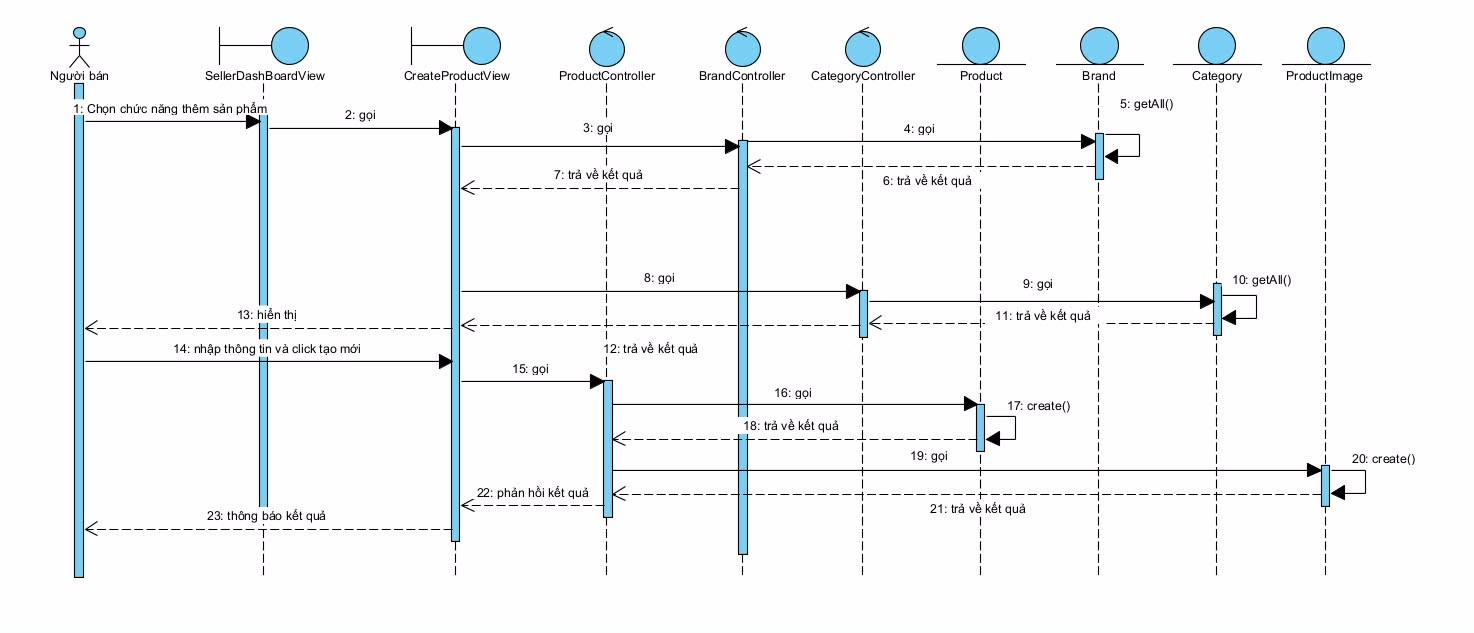 Người bán
SellerDashBoardView
CreateProductView
ProductController
BrandController
CategoryController
Product
Brand
Category
ProductImage
1: Chọn chức năng thêm sản phẩm
2: gọi
3: gọi
4: gọi
5: getAll()
6: trả về kết quả
7: trả về kết quả
8: gọi
9: gọi
10: getAll()
11: trả về kết quả
12: trả về kết quả
13: hiển thị
14: nhập thông tin và click tạo mới
15: gọi
16: gọi
17: create()
18: trả về kết quả
19: gọi
20: create()
21: trả về kết quả
22: phản hồi kết quả
23: thông báo kết quả